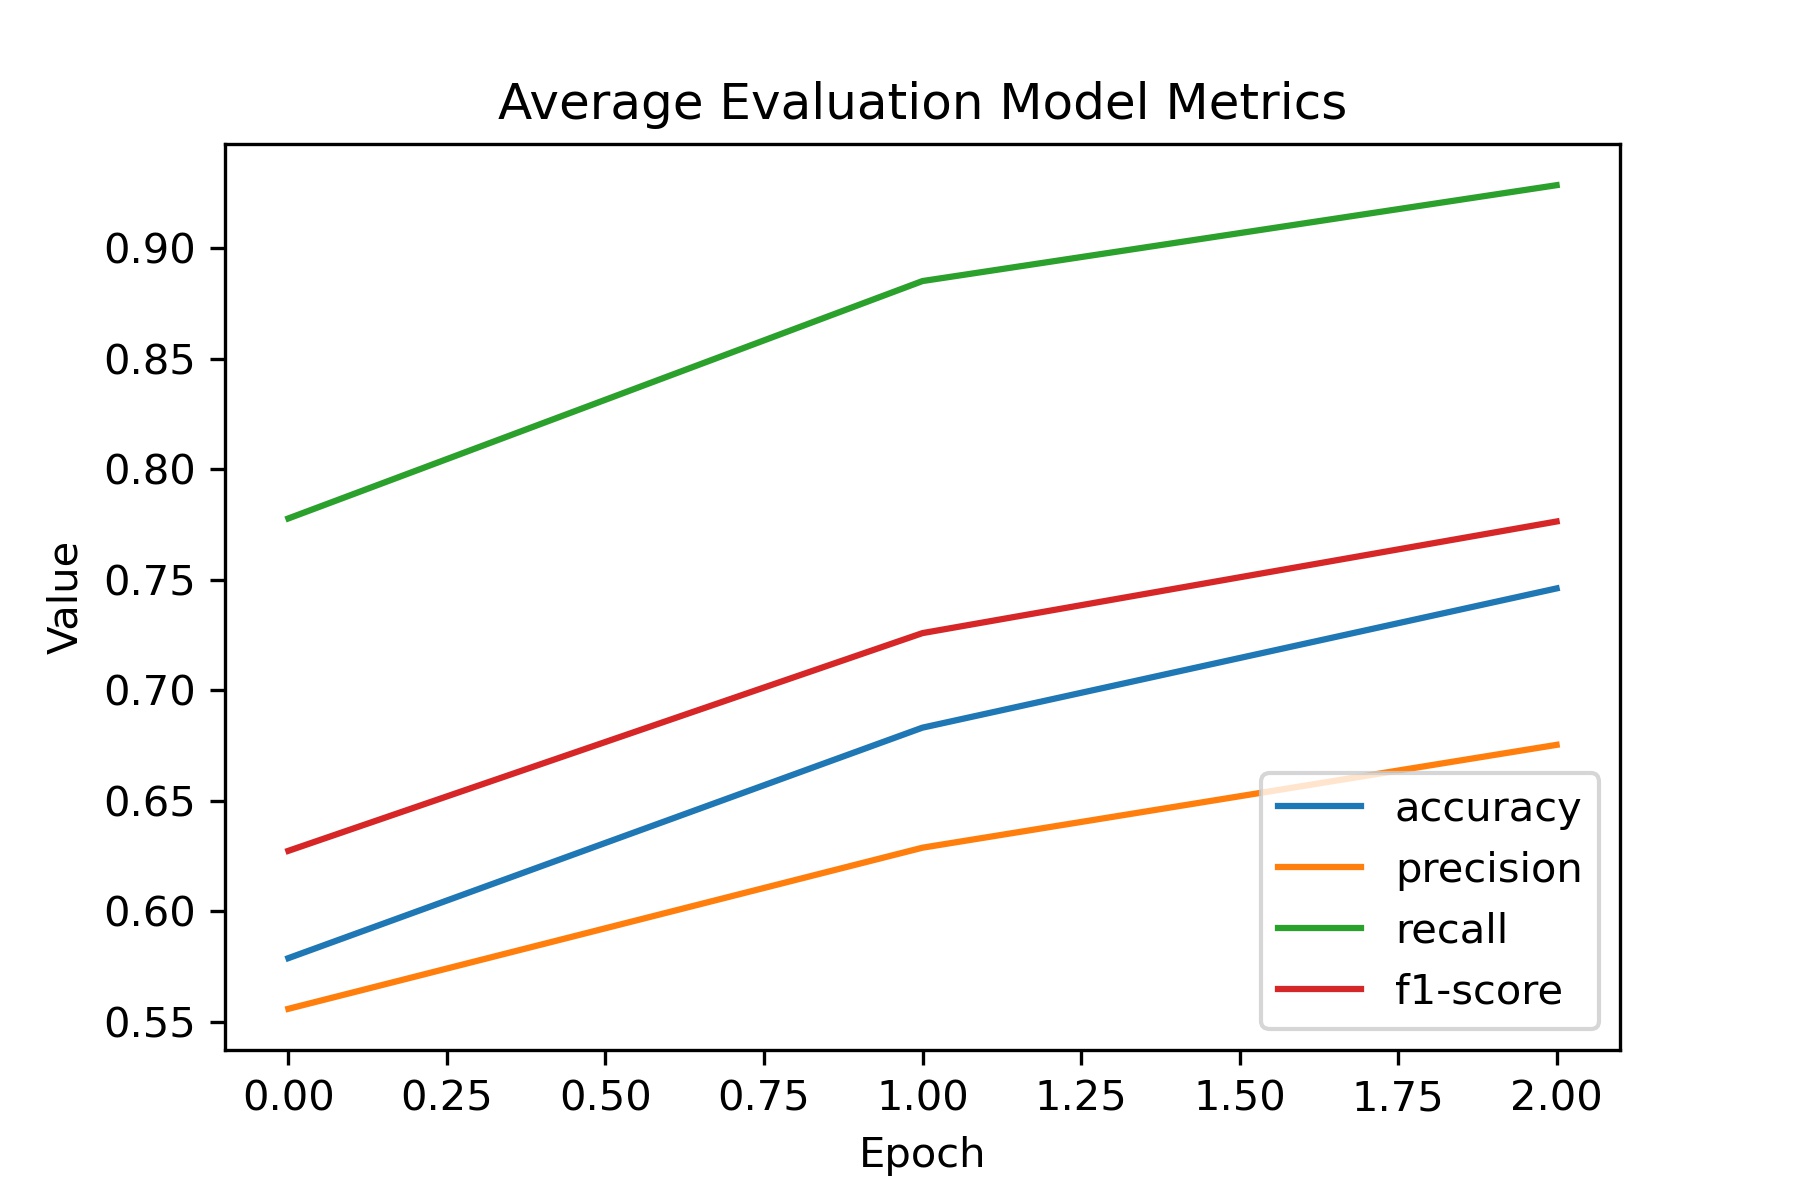 Average Evaluation Model Metrics
Value
0.90
0.85
0.80
0.75
0.70
0.65
0.60
0.55
accuracy
precision
recall
f1-score
0.00 0.25 0.50 0.75 1.00 1.25 1.50 1.75 2.00
Epoch